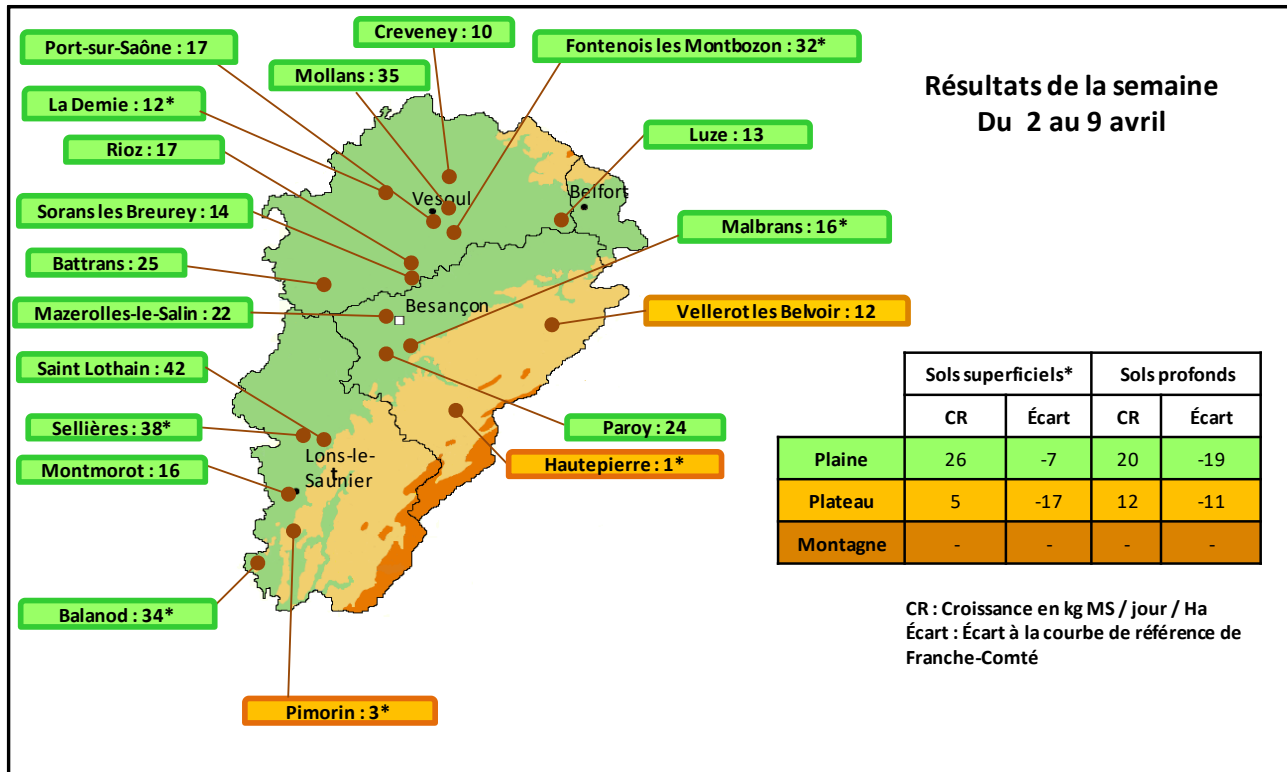 Port-sur-Saône : 17
Creveney : 10
Fontenois les Montbozon : 32*
Mollans : 35
La Demie : 12*
Rioz : 17
Luze : 13
Sorans les Breurey : 14
Malbrans : 16*
Battrans : 25
Mazerolles-le-Salin : 22
Vellerot les Belvoir : 12
Saint Lothain : 42
Sellières : 38*
Paroy : 24
Montmorot : 16
Hautepierre : 1*
Balanod : 34*
Pimorin : 3*
Vesoul
Belfort
Besançon
Lons-le-
Saunier
t
Résultats de la semaine
Du 2 au 9 avril
Sols superficiels* Sols profonds
CR Écart CR Écart
Plaine 26 -7 20 -19
Plateau 5 -17 12 -11
Montagne - - - -
CR : Croissance en kg MS / jour / Ha
Écart : Écart à la courbe de référence de
Franche-Comté